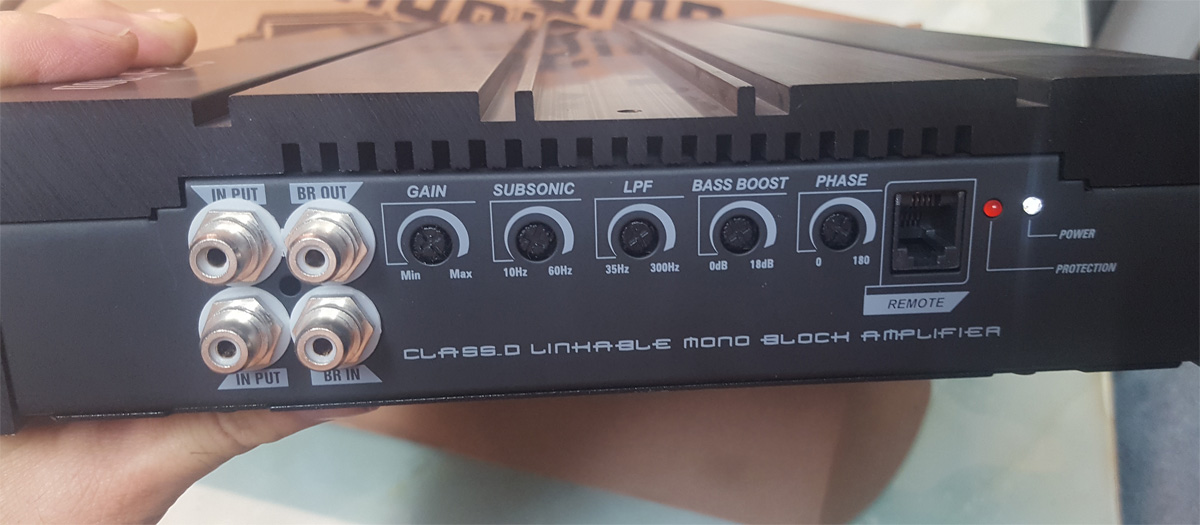 IN PUT BR OUT
GAIN SUBSONIC LPF BASS BOOST PHASE
Min Max 10Hz 60Hz 35Hz 300Hz 0dB 18dB 0 180
POWER
PROTECTION
REMOTE
CLASS_D LINKABLE MONO BLOCK AMPLIFIER
IN PUT BR IN